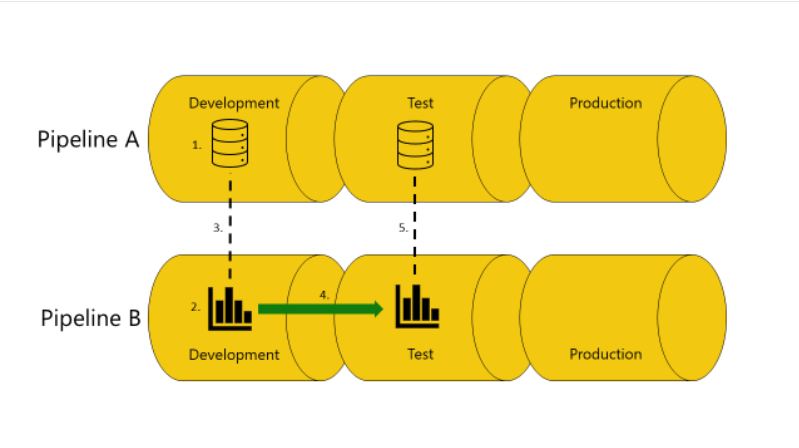 Development
Test
Production
Pipeline A
1.
3.
5.
4.
2.
Pipeline B
Development
Test
Production